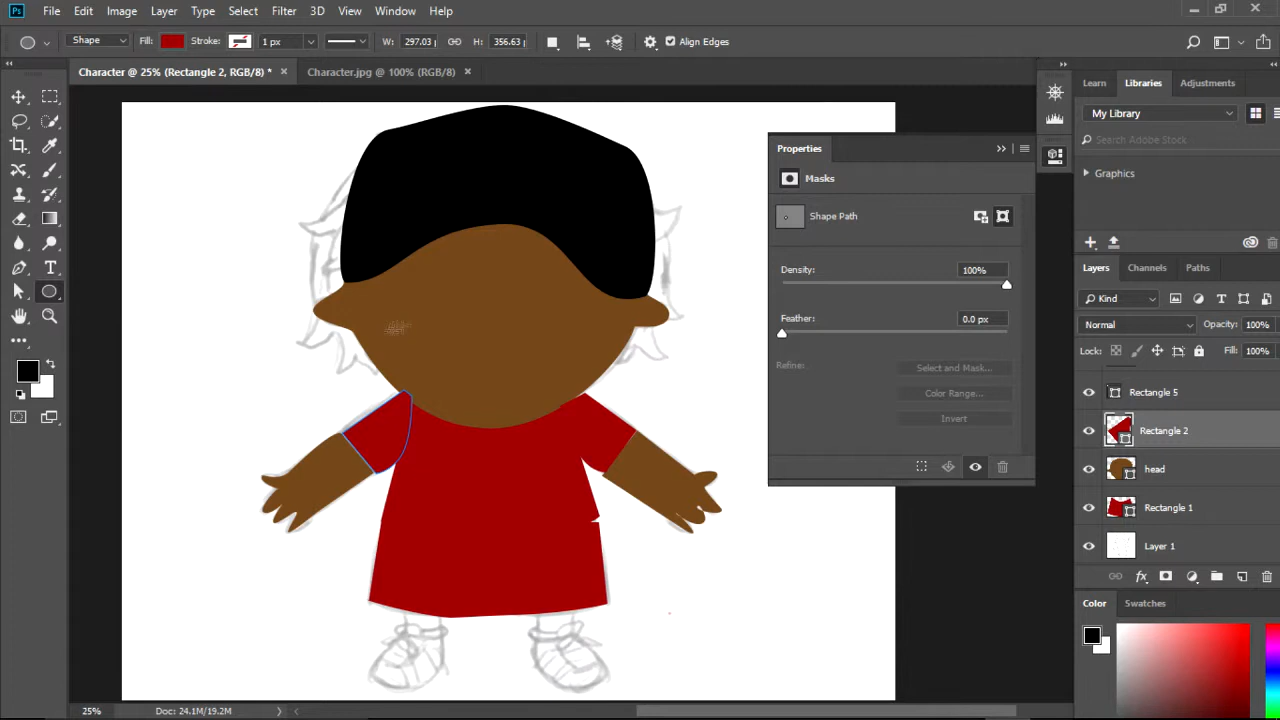 Ps File Edit Image Layer Type Select Filter 3D View Window Help
Shape Fill: Stroke: 1 px W: 297.03 p H: 356.63 p Align Edges
Character @ 25% (Rectangle 2, RGB/8) * × Character.jpg @ 100% (RGB/8) ×
Learn Libraries Adjustments
My Library
Search Adobe Stock
Graphics
Properties
Masks
Shape Path
Density: 100%
Feather: 0.0 px
Refine: Select and Mask...
Color Range...
Invert
Layers Channels Paths
Kind
Normal Opacity: 100%
Lock: Fill: 100%
Rectangle 5
Rectangle 2
head
Rectangle 1
Layer 1
fx
Color Swatches
25% Doc: 24.1M/19.2M